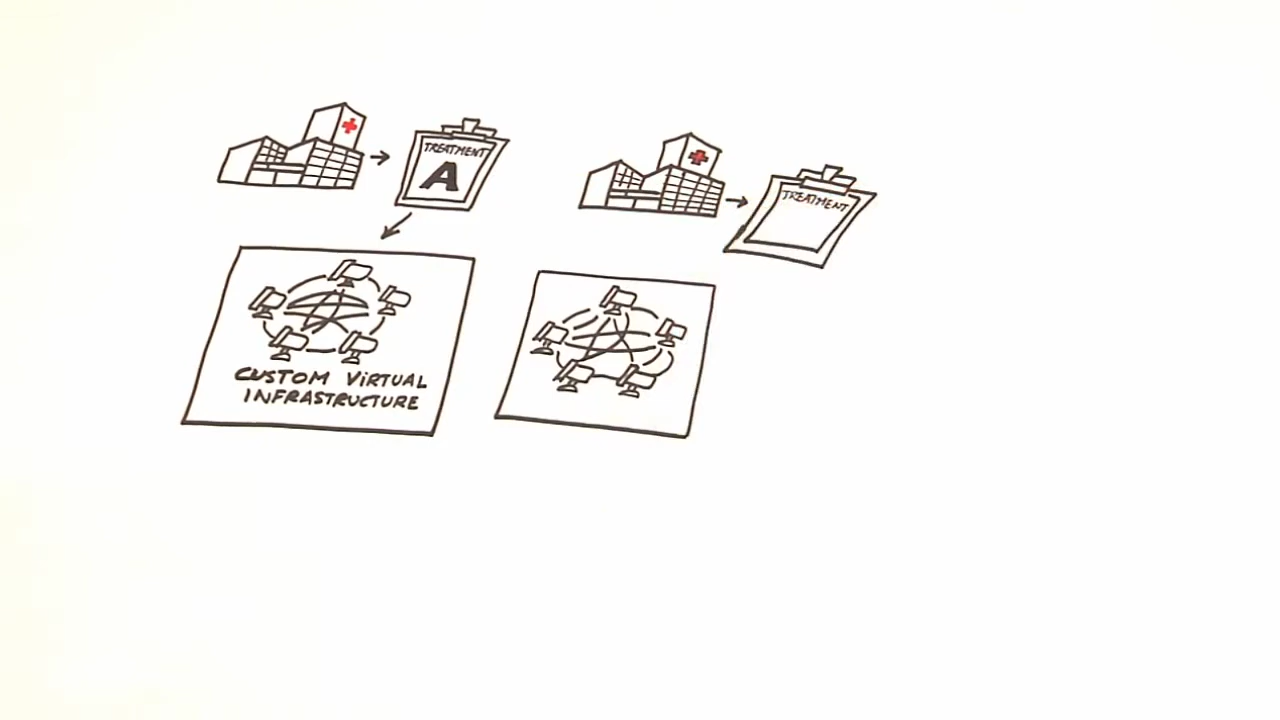 TREATMENT
A
TREATMENT
CUSTOM VIRTUAL
INFRASTRUCTURE